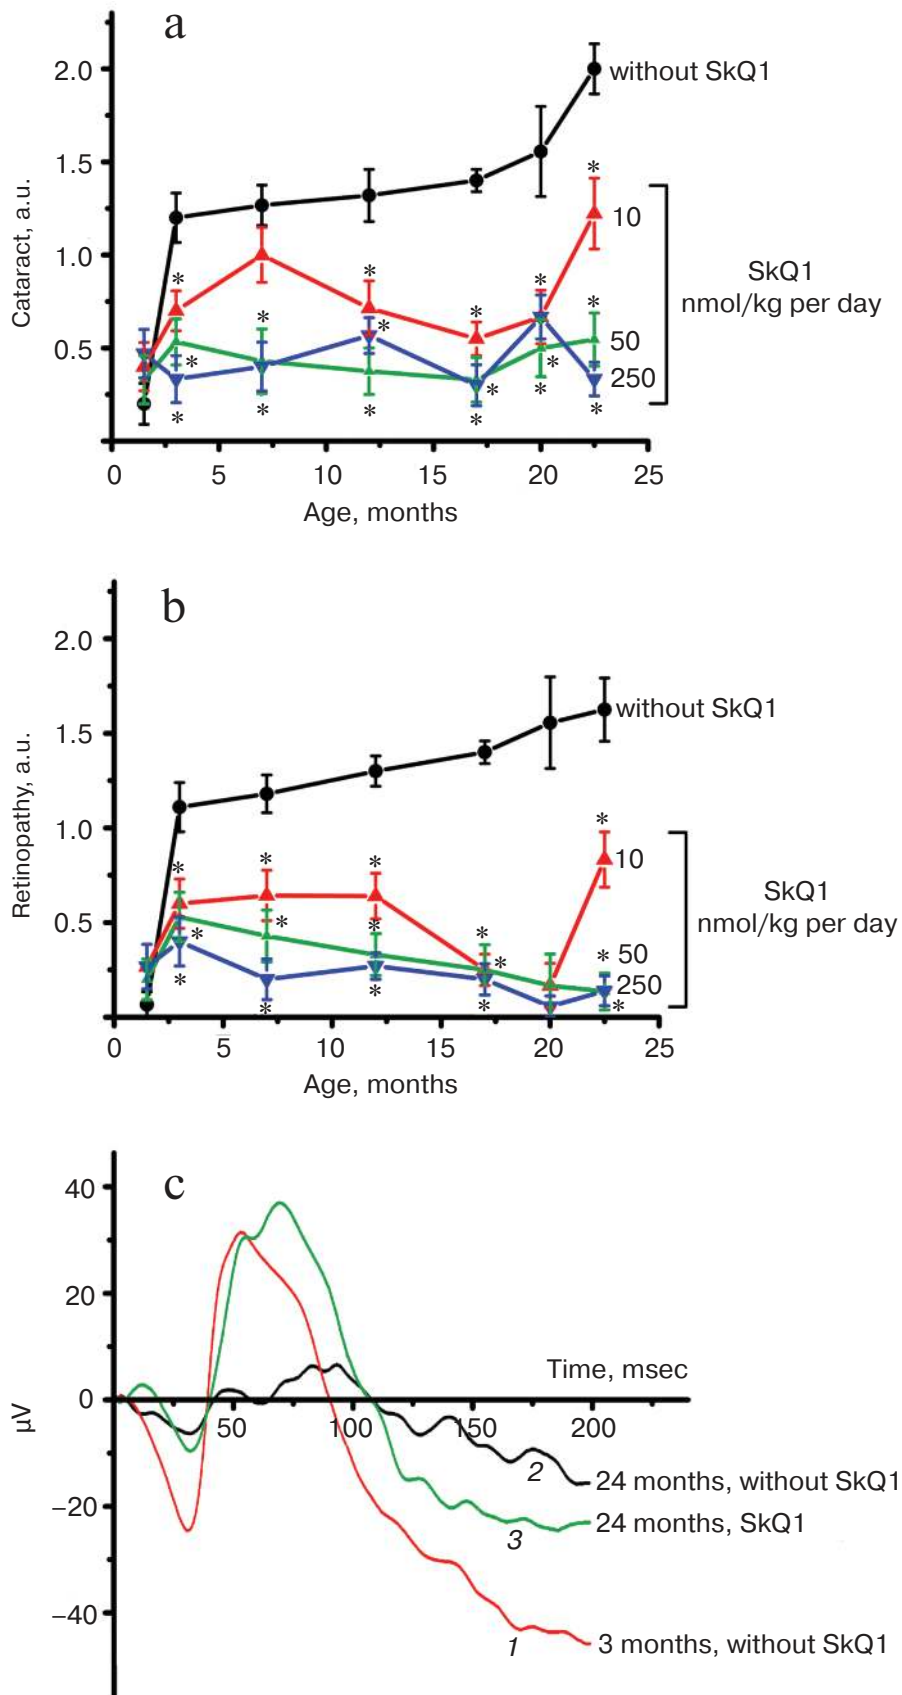 a
2.0
without SkQ1
1.5
10
Cataract, a.u.
1.0
SkQ1
nmol/kg per day
0.5
50
250
0 5 10 15 20 25
Age, months
b
2.0
without SkQ1
1.5
Retinopathy, a.u.
1.0
10
SkQ1
nmol/kg per day
0.5
50
250
0 5 10 15 20 25
Age, months
c
40
20
Time, msec
0
50 100 150 200
μV
2
24 months, without SkQ1
−20
24 months, SkQ1
3
−40
1
3 months, without SkQ1